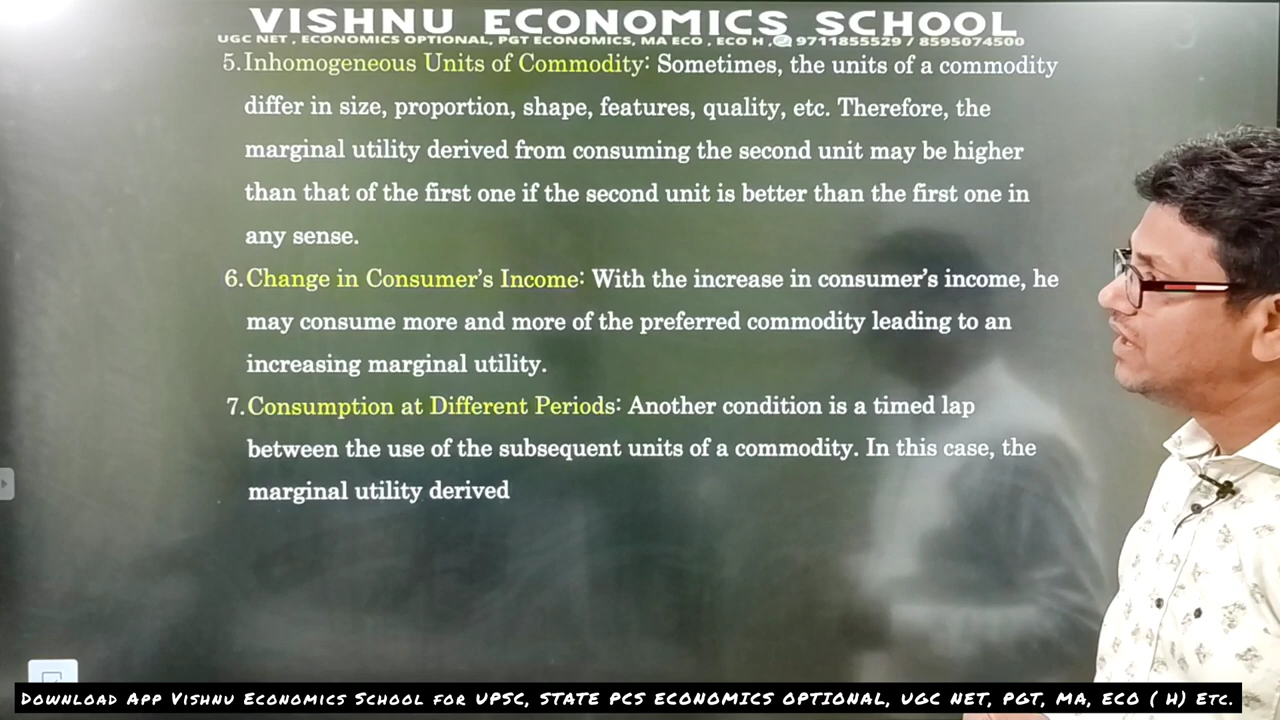 VISHNU ECONOMICS SCHOOL
UGC NET , ECONOMICS OPTIONAL, PGT ECONOMICS, MA ECO , ECO H , 9711855529 / 8595074500
5. Inhomogeneous Units of Commodity: Sometimes, the units of a commodity
differ in size, proportion, shape, features, quality, etc. Therefore, the
marginal utility derived from consuming the second unit may be higher
than that of the first one if the second unit is better than the first one in
any sense.
6. Change in Consumer's Income: With the increase in consumer's income, he
may consume more and more of the preferred commodity leading to an
increasing marginal utility.
7. Consumption at Different Periods: Another condition is a timed lap
between the use of the subsequent units of a commodity. In this case, the
marginal utility derived
Download App Vishnu Economics School for UPSC, STATE PCS ECONOMICS OPTIONAL, UGC NET, PGT, MA, ECO ( H) Etc.